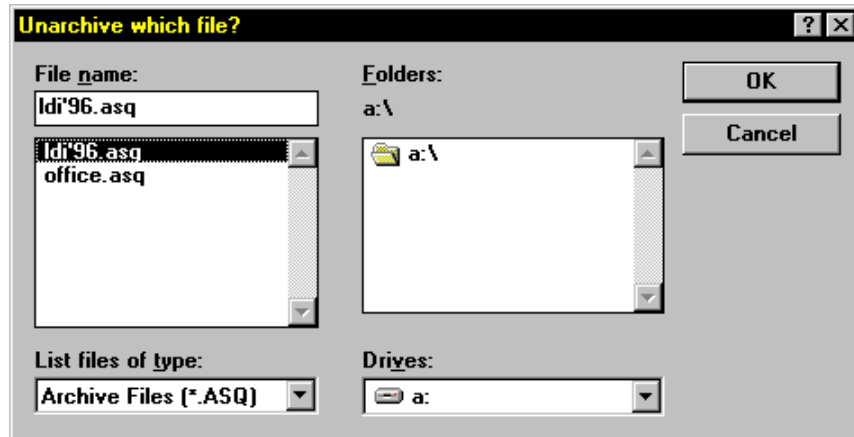 Unarchive which file?
File name:
ldi'96.asq
ldi'96.asq
office.asq
List files of type:
Archive Files (*.ASQ)
Folders:
a:\
a:\
Drives:
a:
OK
Cancel